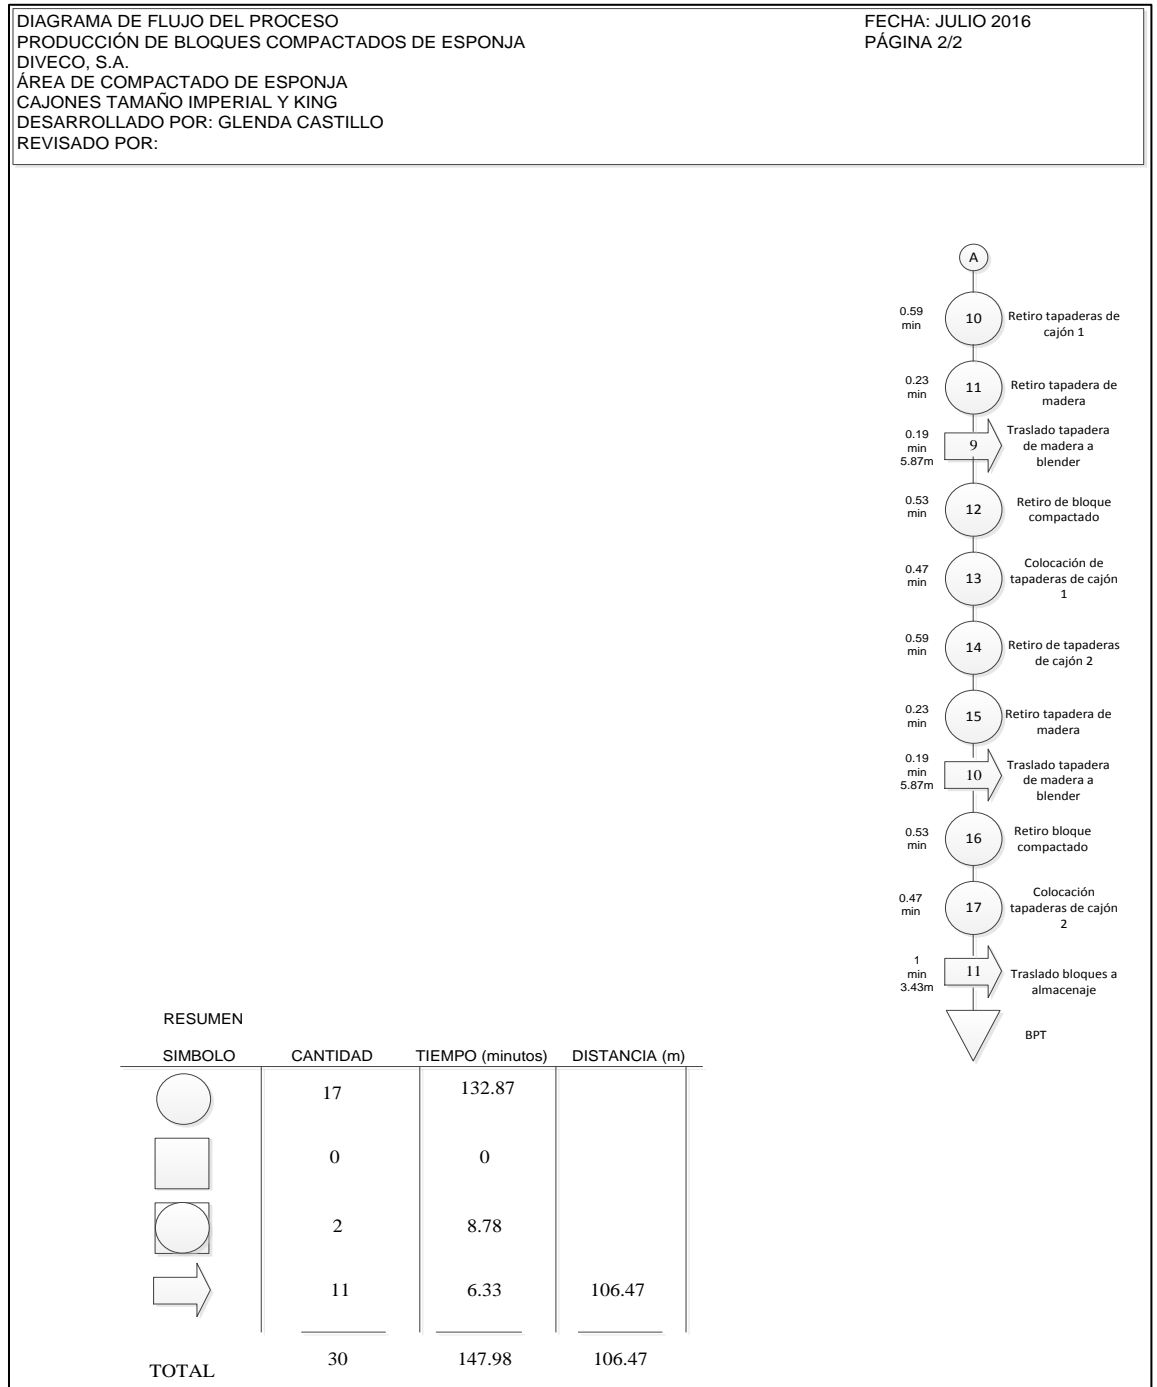 DIAGRAMA DE FLUJO DEL PROCESO
FECHA: JULIO 2016
PRODUCCIÓN DE BLOQUES COMPACTADOS DE ESPONJA
PÁGINA 2/2
DIVECO, S.A.
ÁREA DE COMPACTADO DE ESPONJA
CAJONES TAMAÑO IMPERIAL Y KING
DESARROLLADO POR: GLENDA CASTILLO
REVISADO POR:
A
0.59
min
10
Retiro tapaderas de
cajón 1
0.23
min
11
Retiro tapadera de
madera
0.19
min
5.87m
9
Traslado tapadera
de madera a
blender
0.53
min
12
Retiro de bloque
compactado
0.47
min
13
Colocación de
tapaderas de cajón
1
0.59
min
14
Retiro de tapaderas
de cajón 2
0.23
min
15
Retiro tapadera de
madera
0.19
min
5.87m
10
Traslado tapadera
de madera a
blender
0.53
min
16
Retiro bloque
compactado
0.47
min
17
Colocación
tapaderas de cajón
2
1
min
3.43m
11
Traslado bloques a
almacenaje
BPT
RESUMEN
SIMBOLO CANTIDAD TIEMPO (minutos) DISTANCIA (m)
17 132.87
0 0
2 8.78
11 6.33 106.47
TOTAL 30 147.98 106.47